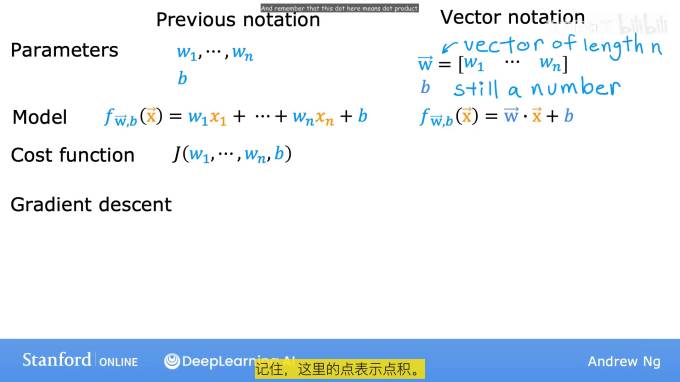 And remember that this dot here means dot product.
Previous notation
Vector notation
bilibili
Parameters
w₁,⋯,wₙ
b
vector of length n
w⃗ = [w₁ ⋯ wₙ]
b still a number
Model
f_w⃗,b(x⃗) = w₁x₁ + ⋯ + wₙxₙ + b
f_w⃗,b(x⃗) = w⃗ · x⃗ + b
Cost function
J(w₁,⋯,wₙ,b)
Gradient descent
Stanford ONLINE
DeepLearning.AI
Andrew Ng
记住，这里的点表示点积。